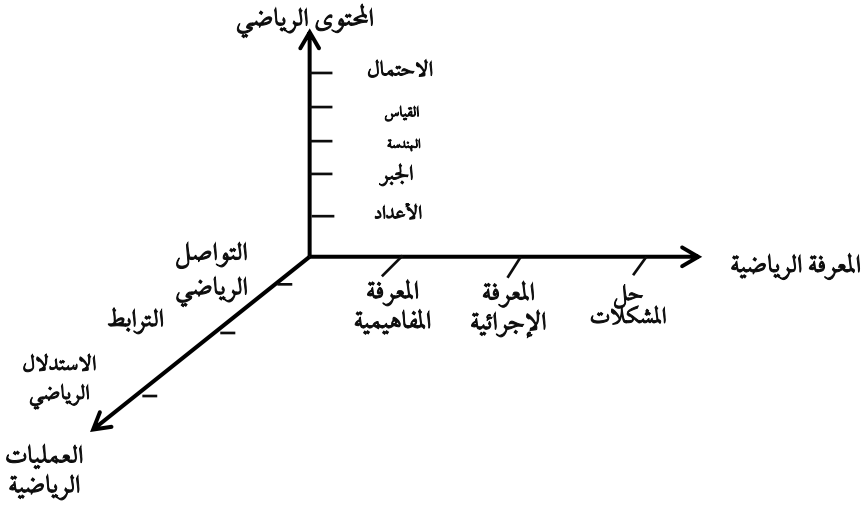 المحتوى الرياضي
الاحتمال
القياس
الهندسة
الجبر
الأعداد
المعرفة الرياضية
المعرفة
المفاهيمية
المعرفة
الإجرائية
حل
المشكلات
التواصل
الرياضي
الترابط
الاستدلال
الرياضي
العمليات
الرياضية